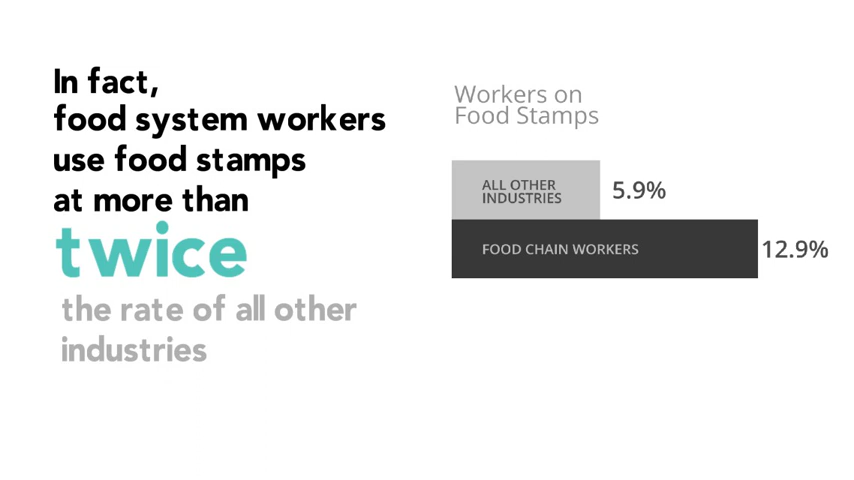 In fact,
food system workers
use food stamps
at more than
twice
the rate of all other
industries
Workers on
Food Stamps
ALL OTHER
INDUSTRIES
5.9%
FOOD CHAIN WORKERS
12.9%